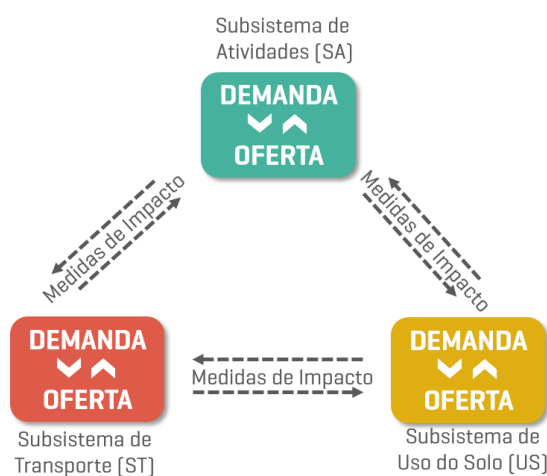 Subsistema de
Atividades (SA)
DEMANDA
OFERTA
Medidas de Impacto
Medidas de Impacto
DEMANDA
OFERTA
Medidas de Impacto
DEMANDA
OFERTA
Subsistema de
Transporte (ST)
Subsistema de
Uso do Solo (US)